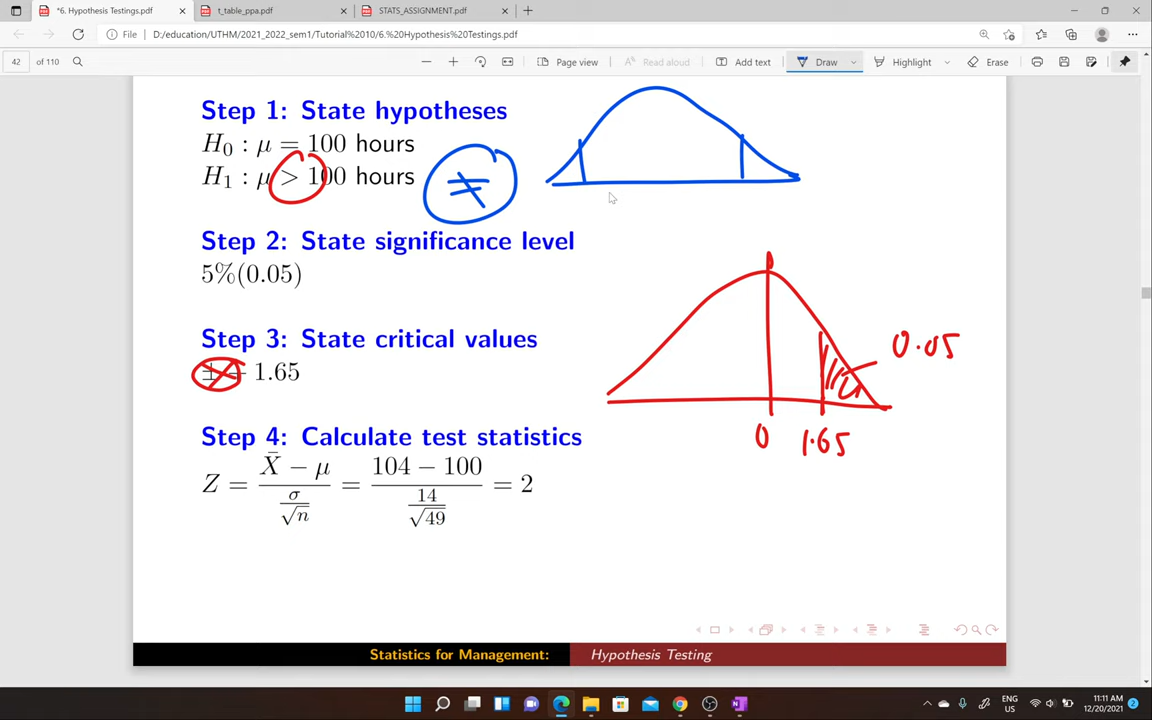 *6. Hypothesis Testings.pdf
t_table_ppa.pdf
STATS_ASSIGNMENT.pdf
File
D:/education/UTHM/2021_2022_sem1/Tutorial%2010/6.%20Hypothesis%20Testings.pdf
42 of 110
Page view
Read aloud
Add text
Draw
Highlight
Erase
Step 1: State hypotheses
H₀ : μ = 100 hours
H₁ : μ > 100 hours
≠
Step 2: State significance level
5%(0.05)
Step 3: State critical values
1.65
0.05
0
1.65
Step 4: Calculate test statistics
Z = (X̄ − μ)/(σ/√n) = (104 − 100)/(14/√49) = 2
Statistics for Management:
Hypothesis Testing
ENG
US
11:11 AM
12/20/2021
2